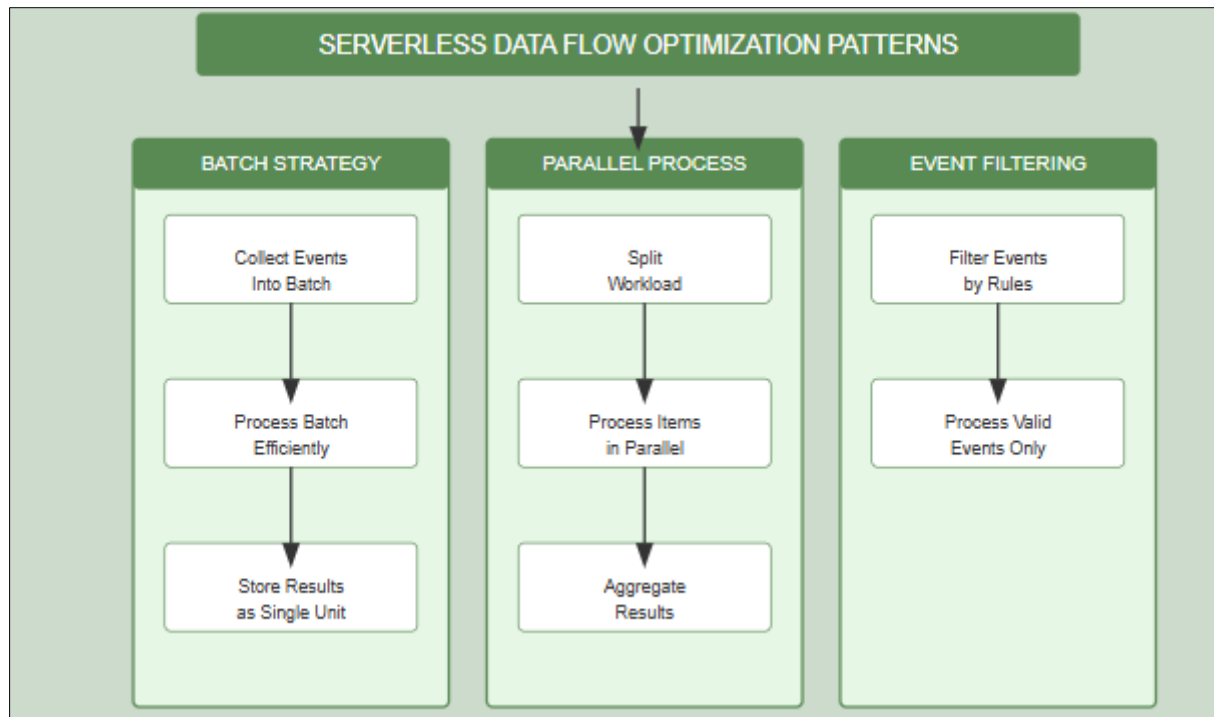 SERVERLESS DATA FLOW OPTIMIZATION PATTERNS
BATCH STRATEGY
Collect Events
Into Batch
Process Batch
Efficiently
Store Results
as Single Unit
PARALLEL PROCESS
Split
Workload
Process Items
in Parallel
Aggregate
Results
EVENT FILTERING
Filter Events
by Rules
Process Valid
Events Only